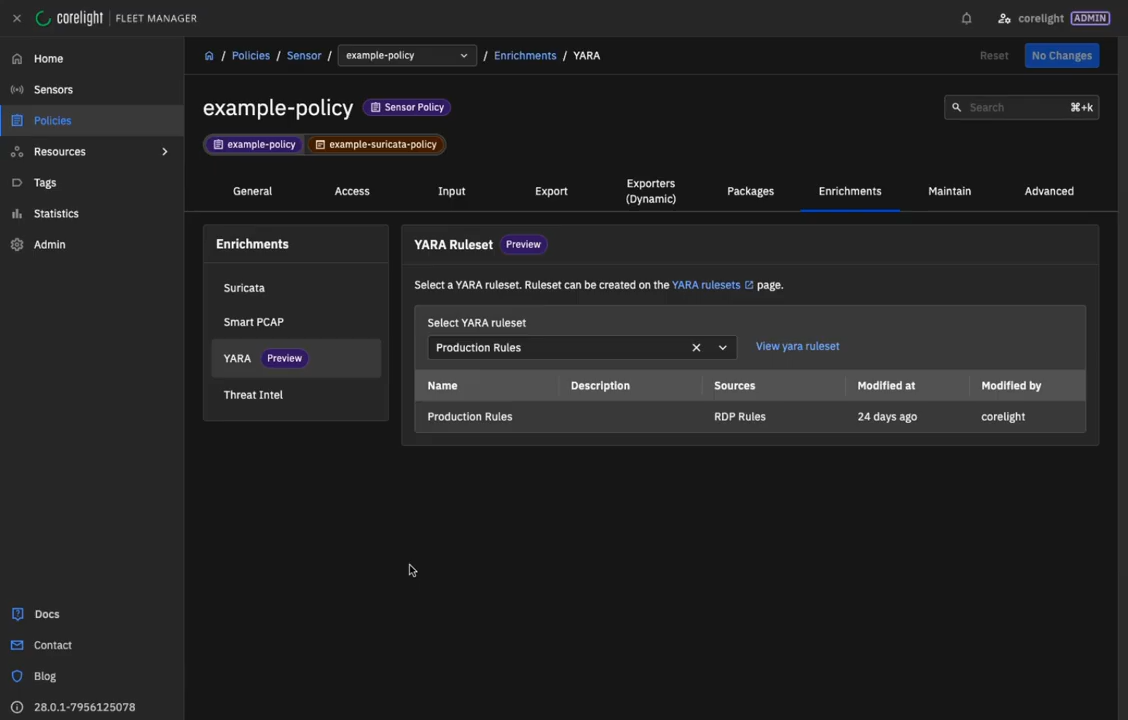 corelight FLEET MANAGER
corelight ADMIN
Home
Sensors
Policies
Resources
Tags
Statistics
Admin
Docs
Contact
Blog
28.0.1-7956125078
/ Policies / Sensor / example-policy / Enrichments / YARA
Reset
No Changes
example-policy Sensor Policy
Search ⌘+k
example-policy example-suricata-policy
General
Access
Input
Export
Exporters
(Dynamic)
Packages
Enrichments
Maintain
Advanced
Enrichments
Suricata
Smart PCAP
YARA Preview
Threat Intel
YARA Ruleset Preview
Select a YARA ruleset. Ruleset can be created on the YARA rulesets page.
Select YARA ruleset
Production Rules
View yara ruleset
Name Description Sources Modified at Modified by
Production Rules RDP Rules 24 days ago corelight